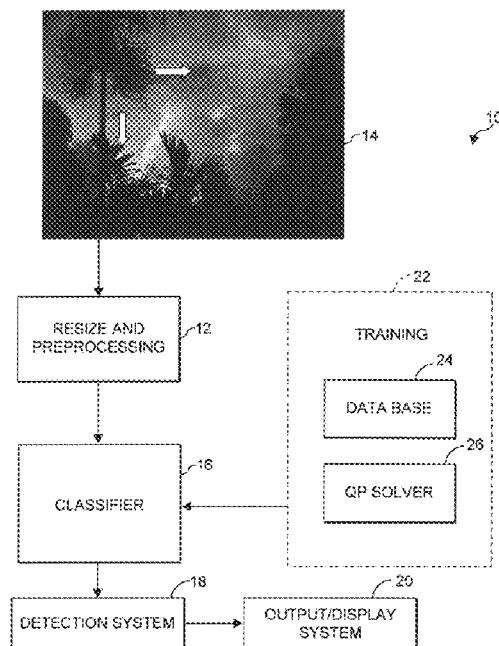 10
14
22
RESIZE AND
PREPROCESSING
12
TRAINING
24
DATA BASE
16
26
CLASSIFIER
QP SOLVER
18
20
DETECTION SYSTEM
OUTPUT/DISPLAY
SYSTEM